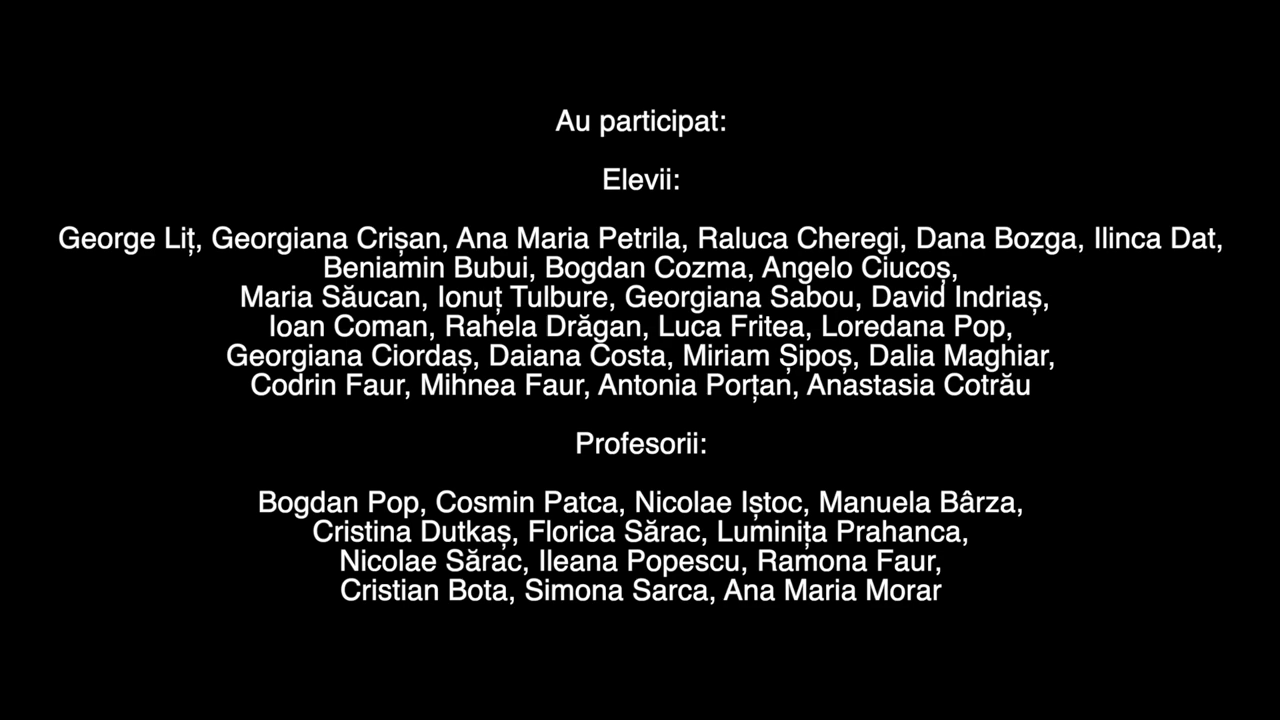 Au participat:
Elevii:
George Liț, Georgiana Crișan, Ana Maria Petrila, Raluca Cheregi, Dana Bozga, Ilinca Dat,
Beniamin Bubui, Bogdan Cozma, Angelo Ciucoș,
Maria Săucan, Ionuț Tulbure, Georgiana Sabou, David Indriaș,
Ioan Coman, Rahela Drăgan, Luca Fritea, Loredana Pop,
Georgiana Ciordaș, Daiana Costa, Miriam Șipoș, Dalia Maghiar,
Codrin Faur, Mihnea Faur, Antonia Porțan, Anastasia Cotrău
Profesorii:
Bogdan Pop, Cosmin Patca, Nicolae Iștoc, Manuela Bârza,
Cristina Dutkaș, Florica Sărac, Luminița Prahanca,
Nicolae Sărac, Ileana Popescu, Ramona Faur,
Cristian Bota, Simona Sarca, Ana Maria Morar